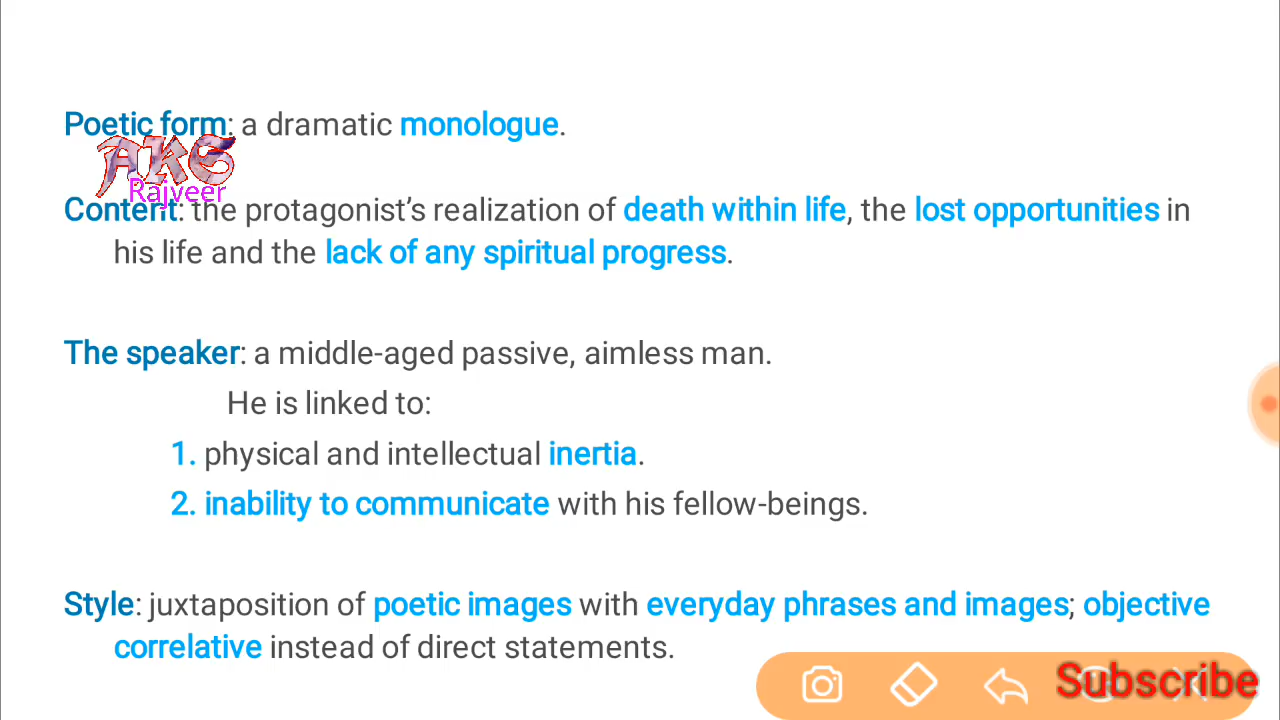 Poetic form: a dramatic monologue.
AKS
Rajveer
Content: the protagonist’s realization of death within life, the lost opportunities in
his life and the lack of any spiritual progress.
The speaker: a middle-aged passive, aimless man.
He is linked to:
1. physical and intellectual inertia.
2. inability to communicate with his fellow-beings.
Style: juxtaposition of poetic images with everyday phrases and images; objective
correlative instead of direct statements.
Subscribe